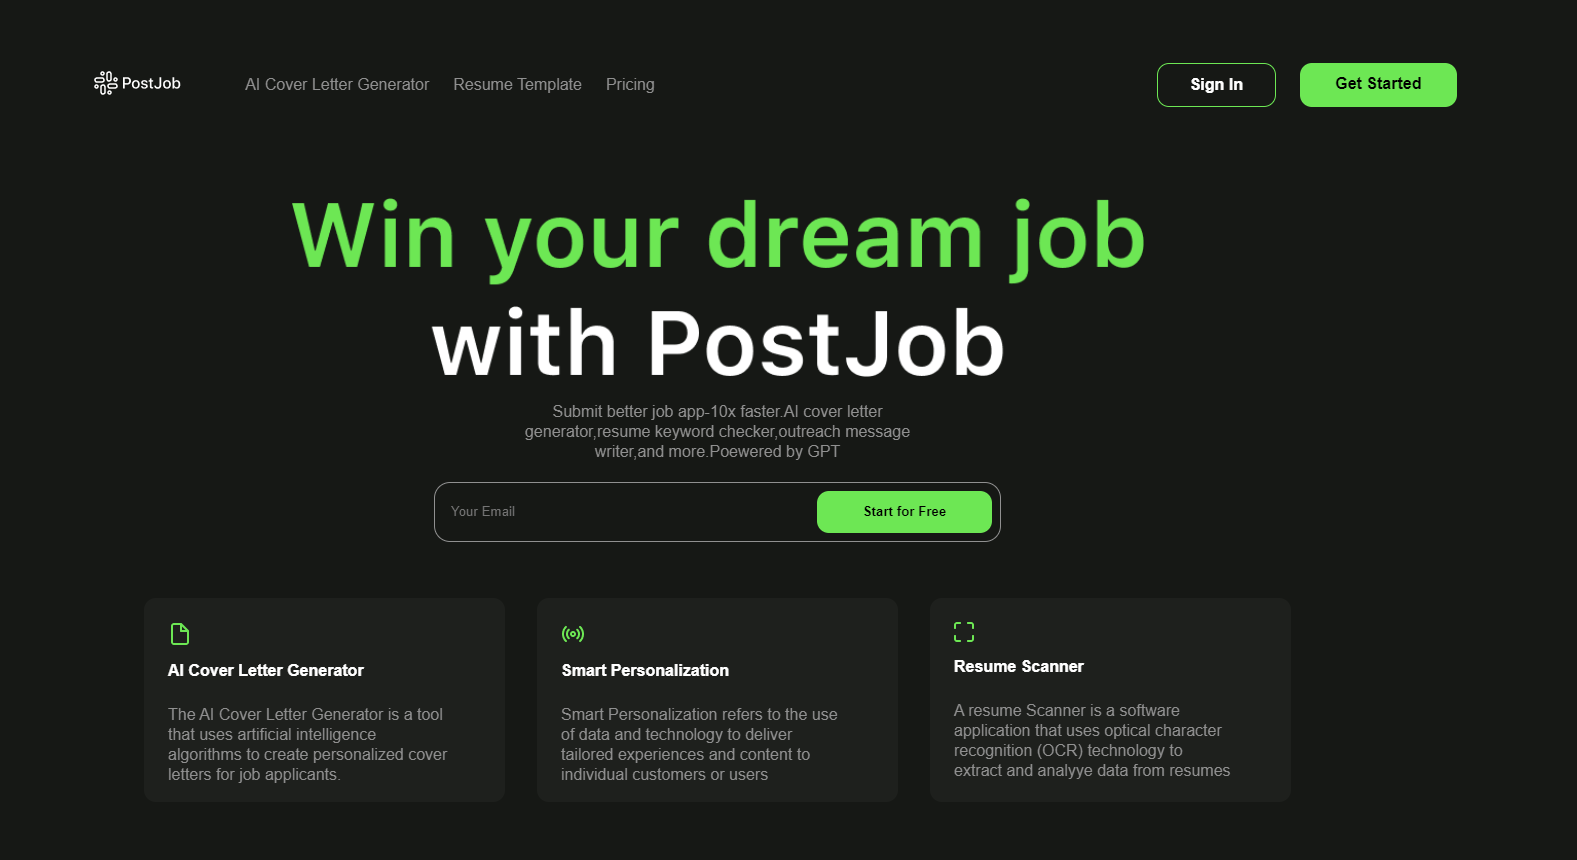 PostJob
AI Cover Letter Generator
Resume Template
Pricing
Sign In
Get Started
Win your dream job
with PostJob
Submit better job app-10x faster.AI cover letter
generator,resume keyword checker,outreach message
writer,and more.Poewered by GPT
Your Email
Start for Free
AI Cover Letter Generator
The AI Cover Letter Generator is a tool
that uses artificial intelligence
algorithms to create personalized cover
letters for job applicants.
Smart Personalization
Smart Personalization refers to the use
of data and technology to deliver
tailored experiences and content to
individual customers or users
Resume Scanner
A resume Scanner is a software
application that uses optical character
recognition (OCR) technology to
extract and analyye data from resumes